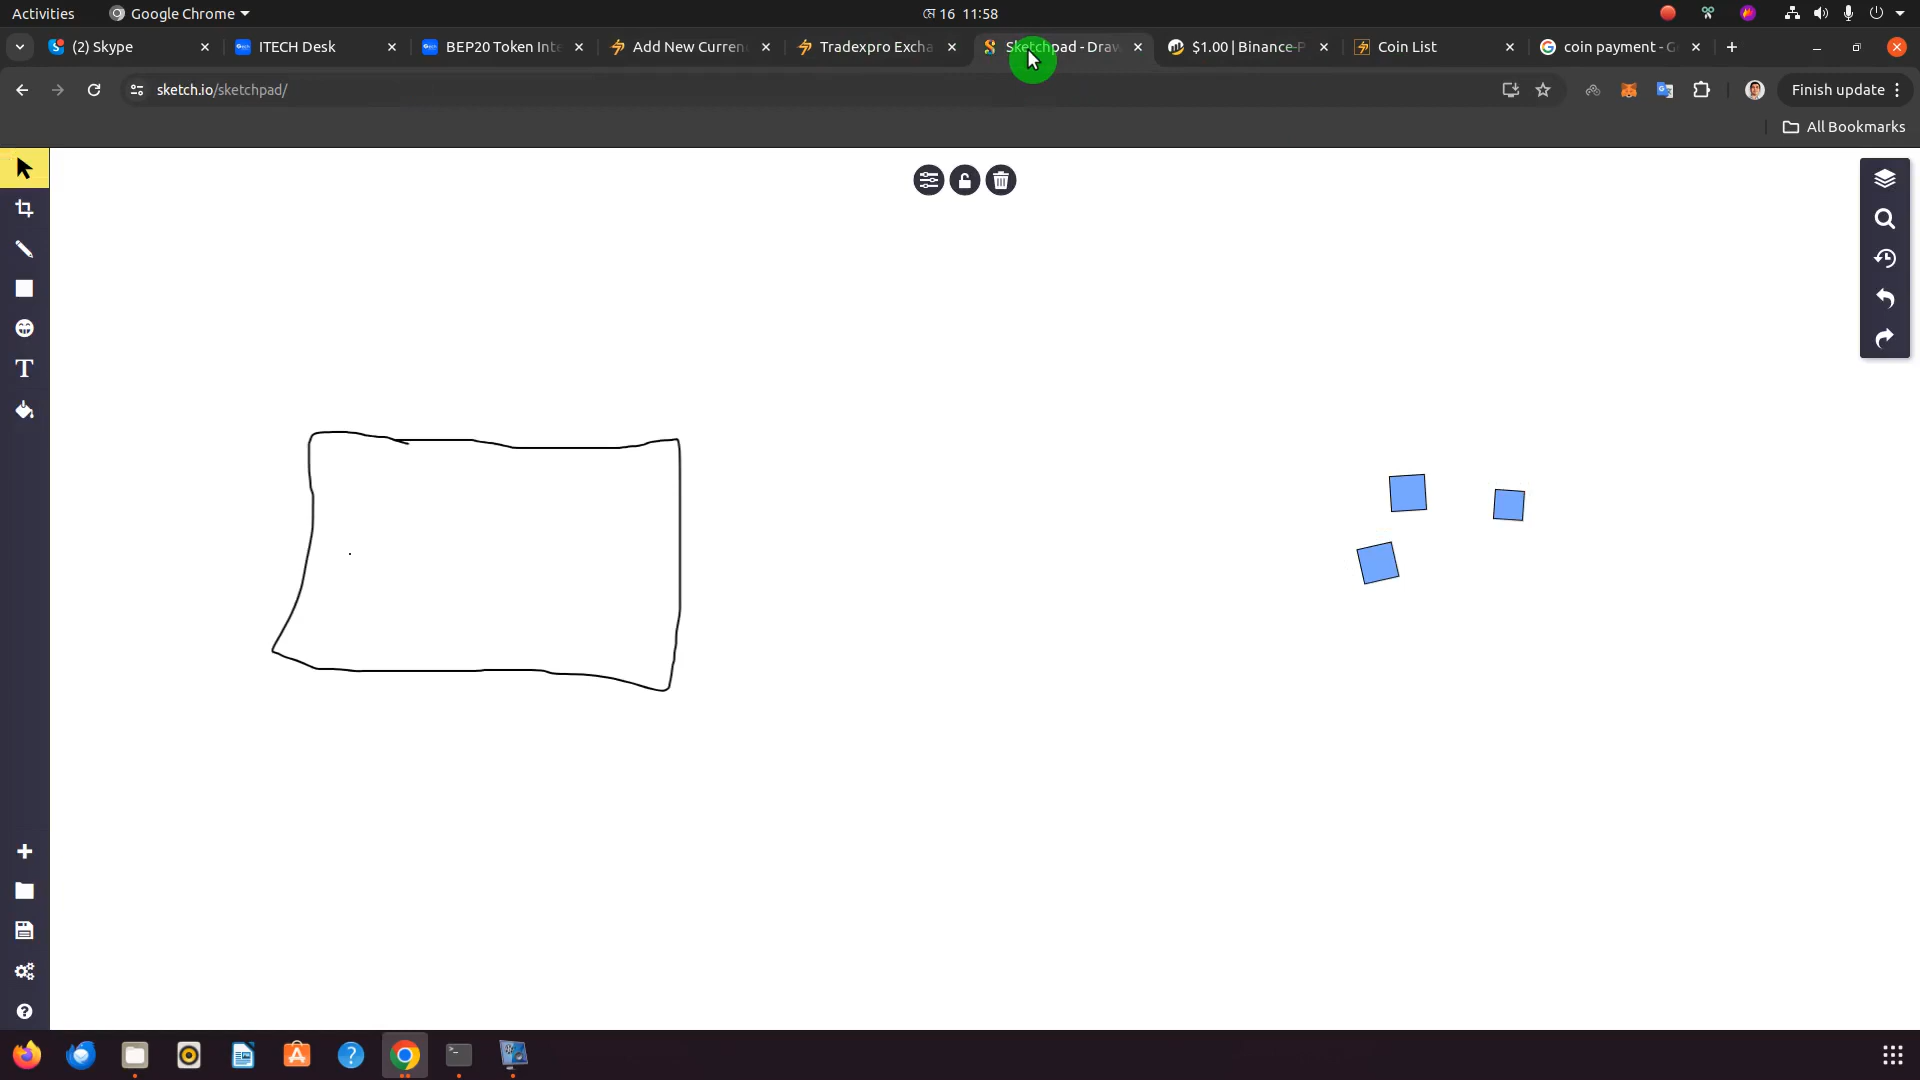 Activities
Google Chrome
মে 16 11:58
(2) Skype
ITECH Desk
BEP20 Token Inte
Add New Curren
Tradexpro Excha
Sketchpad - Draw
$1.00 | Binance-P
Coin List
coin payment - G
sketch.io/sketchpad/
Finish update
All Bookmarks
T